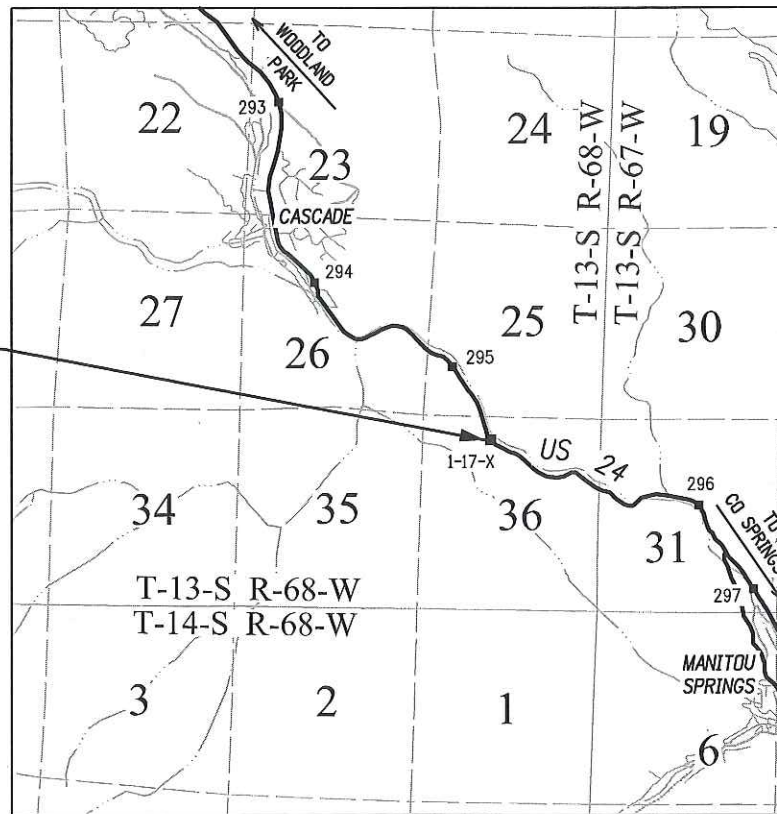 TO
WOODLAND
PARK
293
22
24
19
23
T-13-S R-68-W
T-13-S R-67-W
CASCADE
294
27
25
30
26
295
1-17-X
US 24
296
34
35
36
31
TO
CO SPRINGS
T-13-S R-68-W
T-14-S R-68-W
297
MANITOU
SPRINGS
3
2
1
6